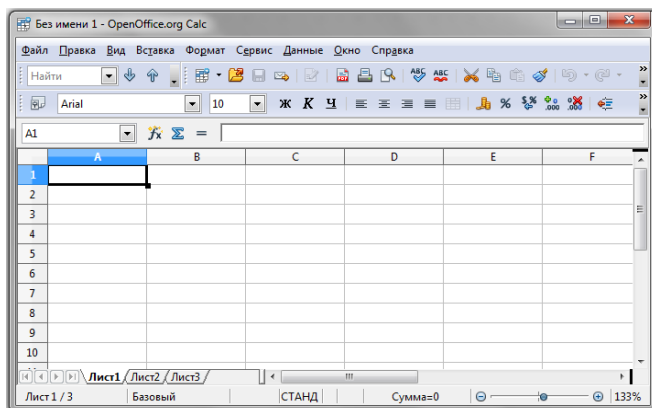 Без имени 1 - OpenOffice.org Calc
Файл Правка Вид Вставка Формат Сервис Данные Окно Справка
Найти
Arial 10 Ж К Ч
A1 fx Σ =
A B C D E F
1
2
3
4
5
6
7
8
9
10
Лист1 Лист2 Лист3
Лист 1 / 3 Базовый СТАНД Сумма=0 133%